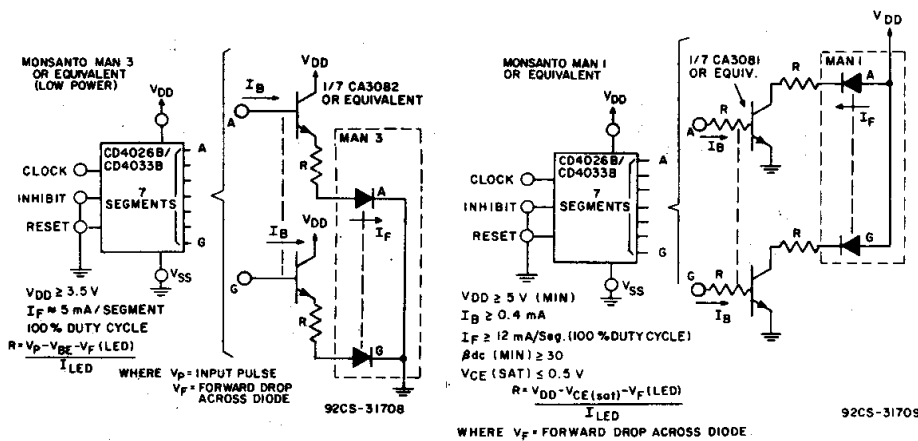 MONSANTO MAN 3
OR EQUIVALENT
(LOW POWER)
VDD
CD4026B/
CD4033B
7
SEGMENTS
A
G
CLOCK
INHIBIT
RESET
VSS
VDD ≥ 3.5 V
IF ≈ 5 mA/SEGMENT
100% DUTY CYCLE
R = VP-VBE-VF (LED)
ILED
VDD
IB
1/7 CA3082
OR EQUIVALENT
A
R
MAN 3
A
IF
VDD
IB
G
R
G
WHERE VP = INPUT PULSE
VF = FORWARD DROP
ACROSS DIODE
92CS-31708
MONSANTO MAN 1
OR EQUIVALENT
VDD
CD4026B/
CD4033B
7
SEGMENTS
A
G
CLOCK
INHIBIT
RESET
VSS
VDD ≥ 5 V (MIN)
IB ≥ 0.4 mA
IF ≥ 12 mA/Seg. (100% DUTY CYCLE)
βdc (MIN) ≥ 30
VCE (SAT) ≤ 0.5 V
R = VDD-VCE(sat)-VF (LED)
ILED
WHERE VF = FORWARD DROP ACROSS DIODE
VDD
1/7 CA3081
OR EQUIV.
MAN 1
R
A
IF
R
A
IB
R
G
G
R
IB
92CS-31709